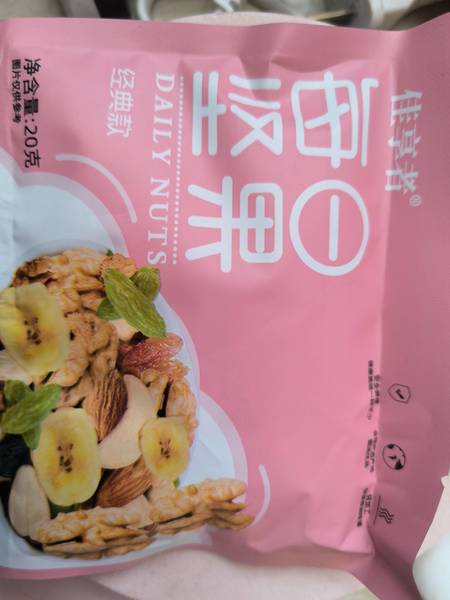 佳享者®
每日
坚果
DAILY NUTS
经典款
净含量:20克
图片仅供参考